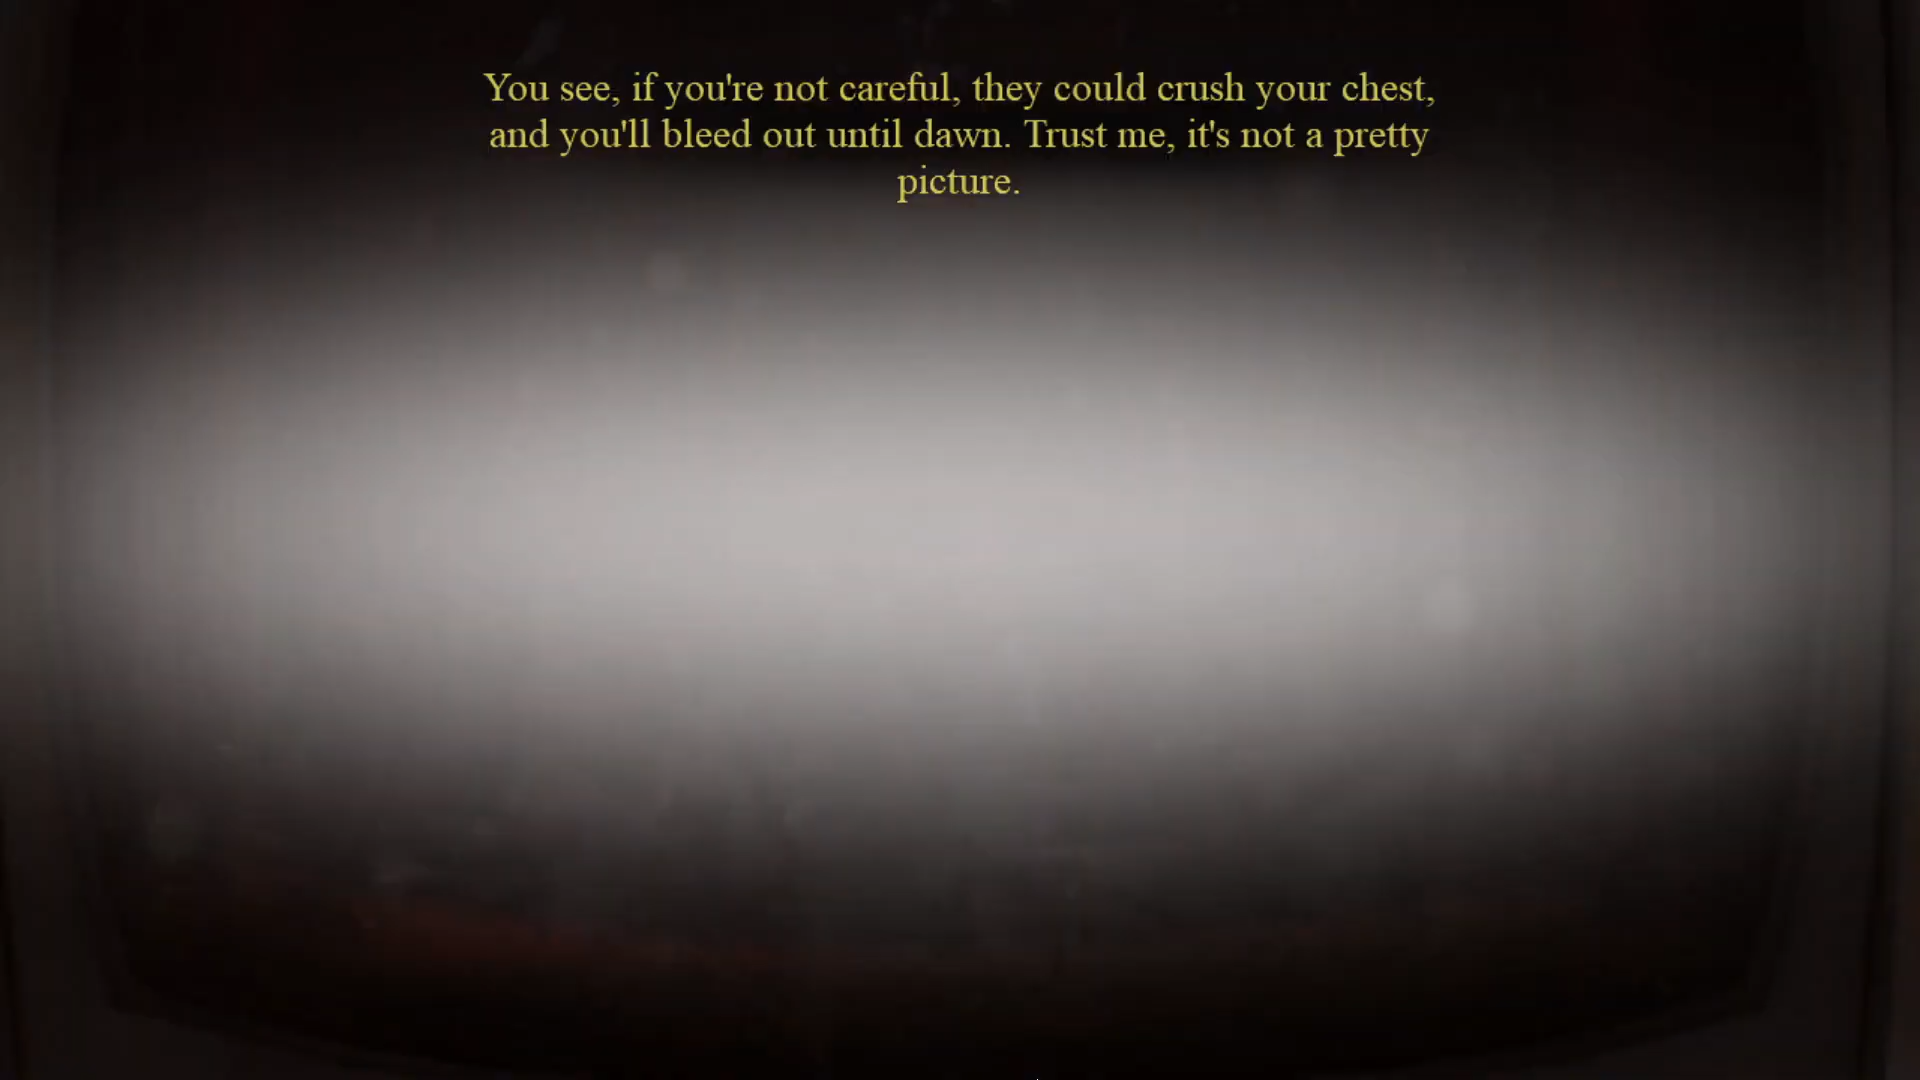 You see, if you're not careful, they could crush your chest,
and you'll bleed out until dawn. Trust me, it's not a pretty
picture.